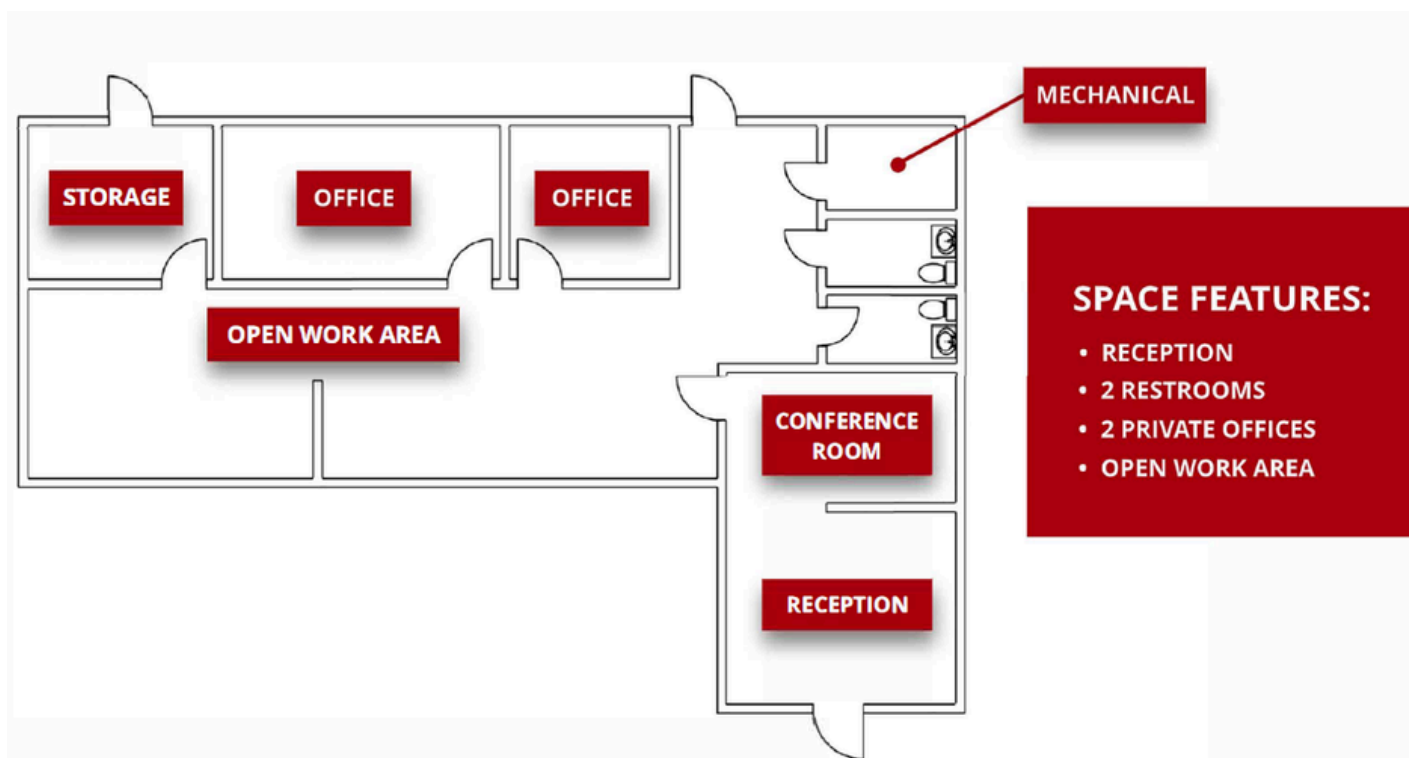 MECHANICAL
STORAGE
OFFICE
OFFICE
OPEN WORK AREA
CONFERENCE
ROOM
RECEPTION
SPACE FEATURES:
• RECEPTION
• 2 RESTROOMS
• 2 PRIVATE OFFICES
• OPEN WORK AREA